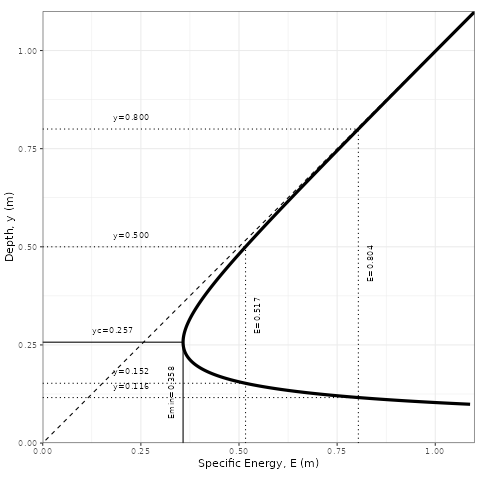 1.00
y=0.800
0.75
y=0.500
0.50
E=0.804
E=0.517
yc=0.257
0.25
y=0.152
y=0.116
Emin=0.358
0.00
0.00 0.25 0.50 0.75 1.00
Specific Energy, E (m)
Depth, y (m)